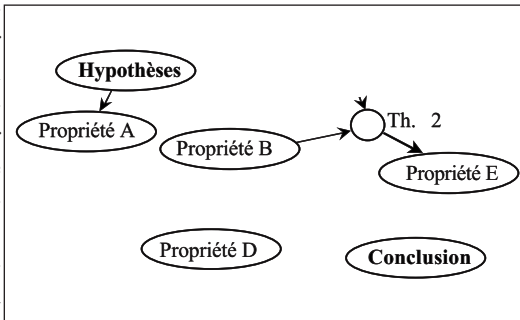 Hypothèses
Propriété A
Th. 2
Propriété B
Propriété E
Propriété D
Conclusion